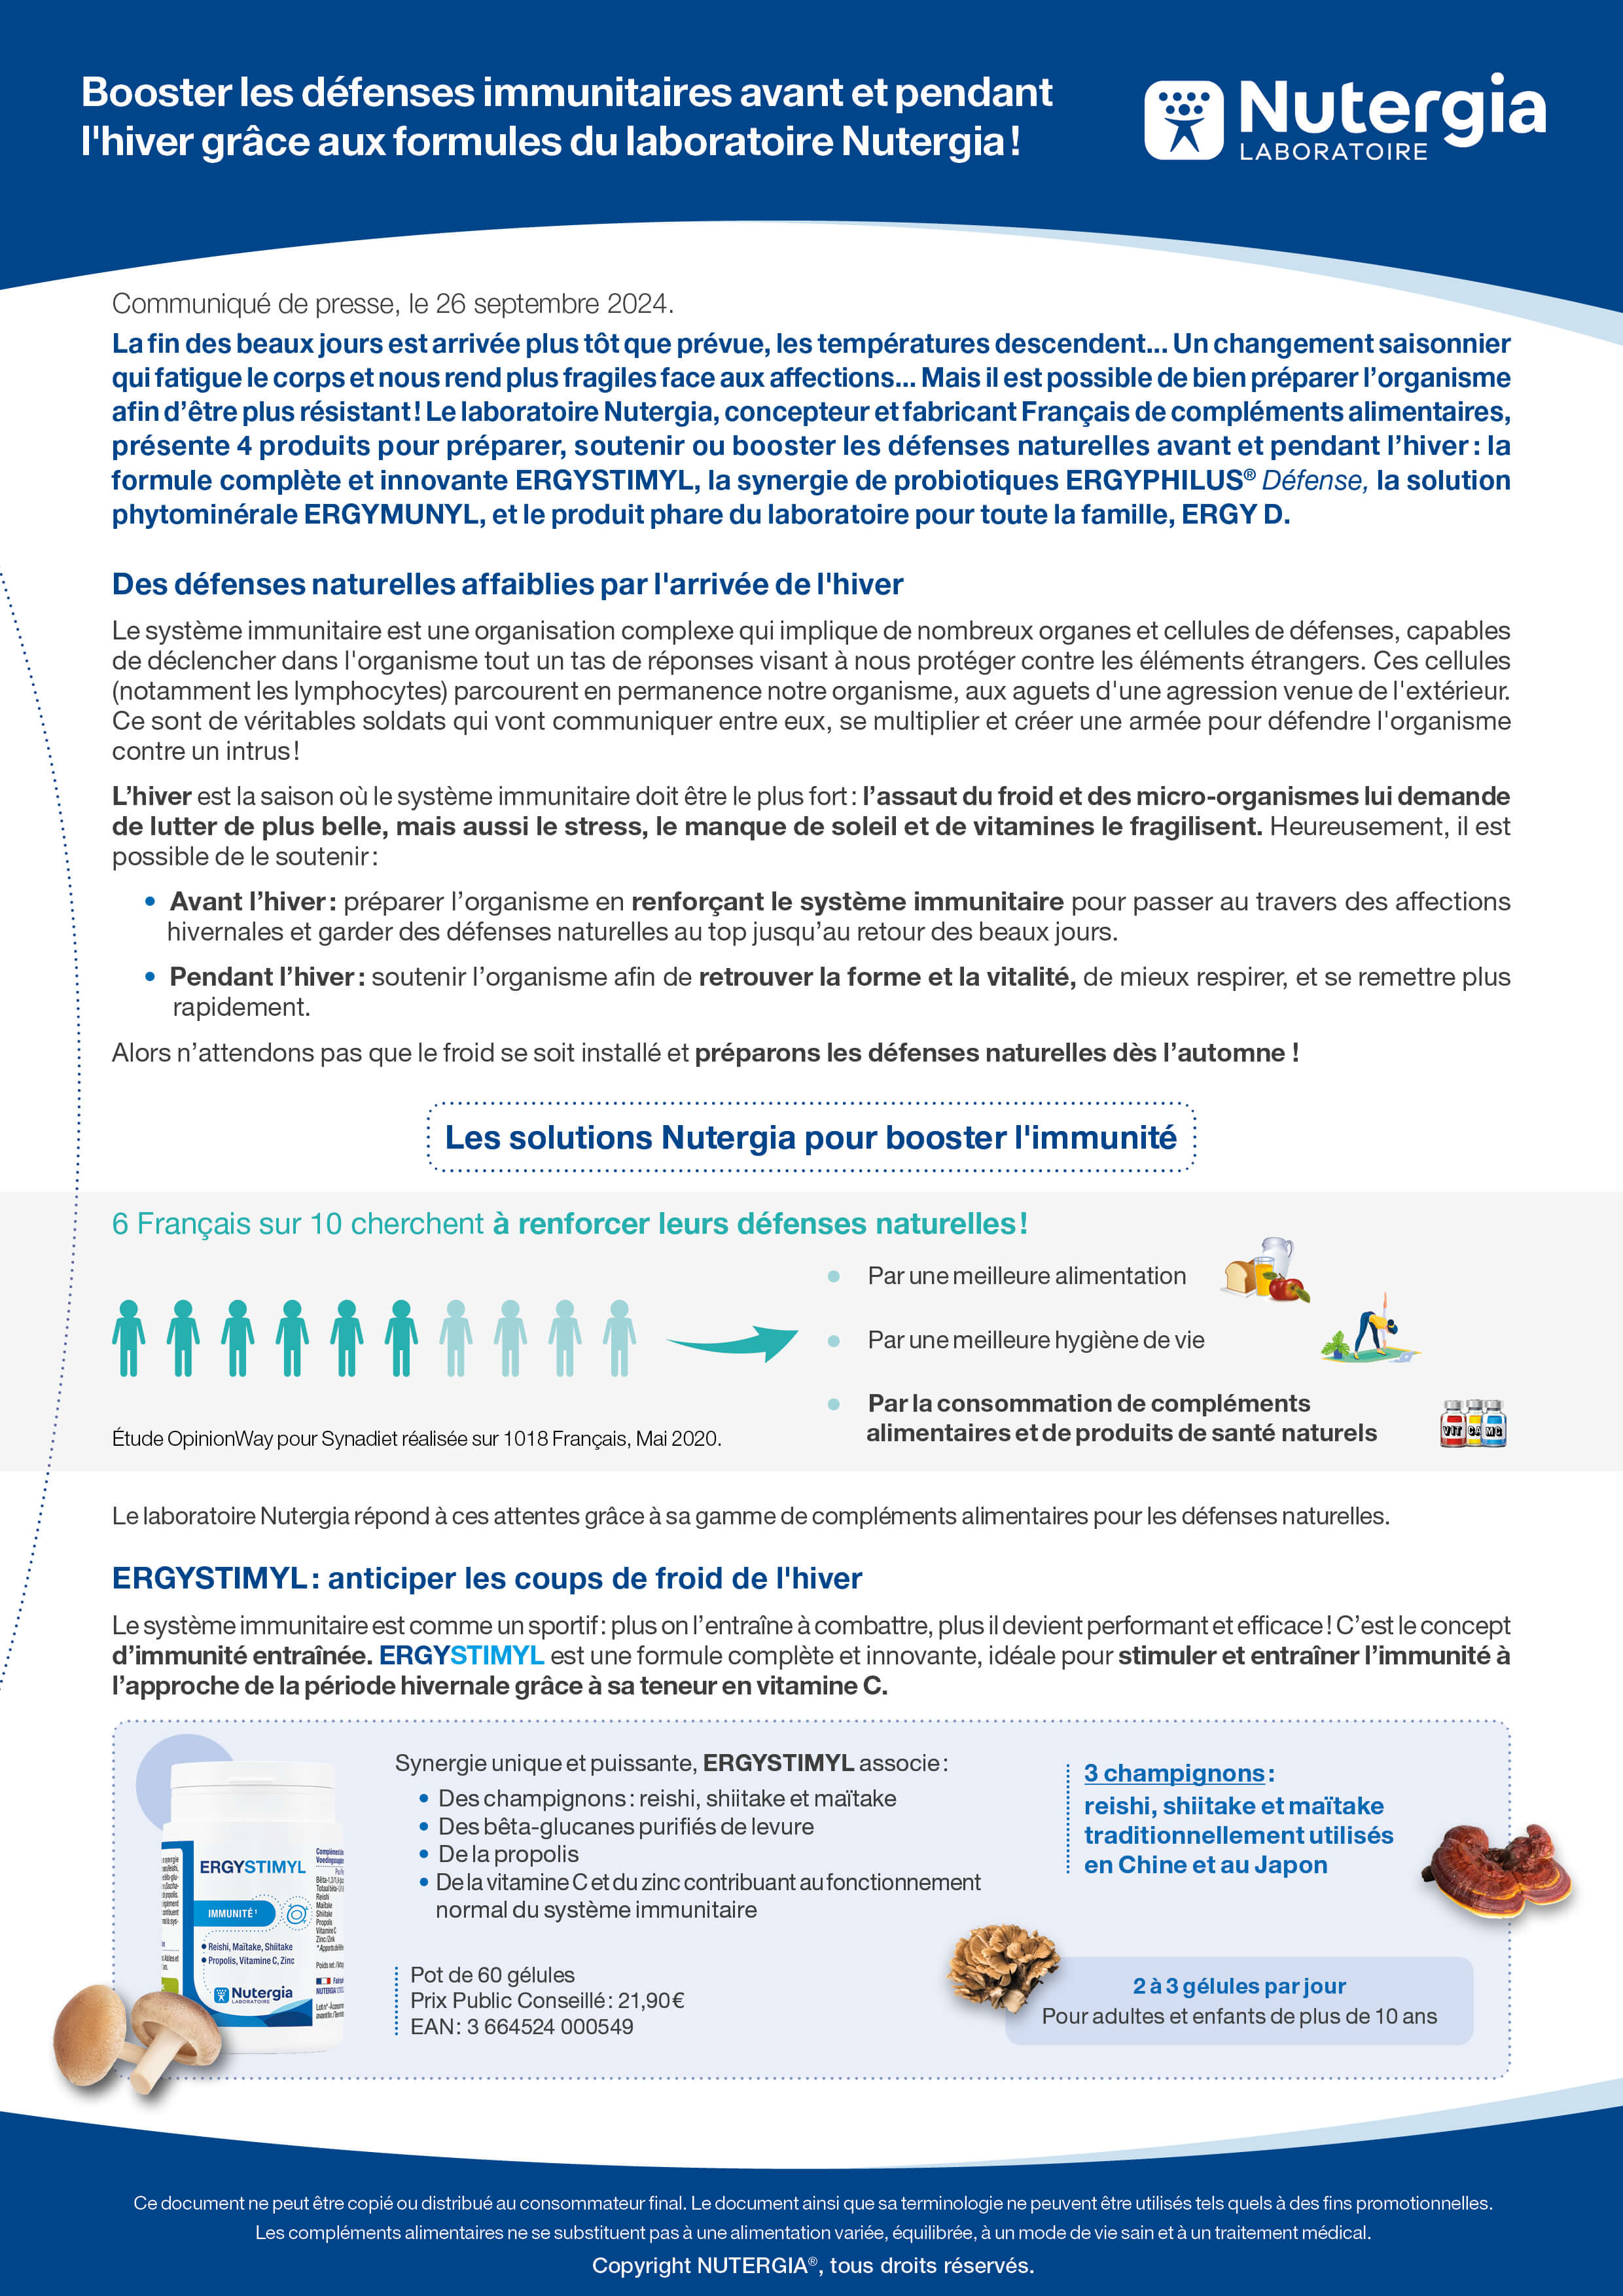 Booster les défenses immunitaires avant et pendant
l'hiver grâce aux formules du laboratoire Nutergia !
Nutergia
LABORATOIRE
Communiqué de presse, le 26 septembre 2024.
La fin des beaux jours est arrivée plus tôt que prévue, les températures descendent... Un changement saisonnier
qui fatigue le corps et nous rend plus fragiles face aux affections... Mais il est possible de bien préparer l’organisme
afin d’être plus résistant ! Le laboratoire Nutergia, concepteur et fabricant Français de compléments alimentaires,
présente 4 produits pour préparer, soutenir ou booster les défenses naturelles avant et pendant l’hiver : la
formule complète et innovante ERGYSTIMYL, la synergie de probiotiques ERGYPHILUS® Défense, la solution
phytominérale ERGYMUNYL, et le produit phare du laboratoire pour toute la famille, ERGY D.
Des défenses naturelles affaiblies par l'arrivée de l'hiver
Le système immunitaire est une organisation complexe qui implique de nombreux organes et cellules de défenses, capables
de déclencher dans l'organisme tout un tas de réponses visant à nous protéger contre les éléments étrangers. Ces cellules
(notamment les lymphocytes) parcourent en permanence notre organisme, aux aguets d'une agression venue de l'extérieur.
Ce sont de véritables soldats qui vont communiquer entre eux, se multiplier et créer une armée pour défendre l'organisme
contre un intrus !
L’hiver est la saison où le système immunitaire doit être le plus fort : l’assaut du froid et des micro-organismes lui demande
de lutter de plus belle, mais aussi le stress, le manque de soleil et de vitamines le fragilisent. Heureusement, il est
possible de le soutenir :
• Avant l’hiver : préparer l’organisme en renforçant le système immunitaire pour passer au travers des affections
hivernales et garder des défenses naturelles au top jusqu’au retour des beaux jours.
• Pendant l’hiver : soutenir l’organisme afin de retrouver la forme et la vitalité, de mieux respirer, et se remettre plus
rapidement.
Alors n’attendons pas que le froid se soit installé et préparons les défenses naturelles dès l’automne !
Les solutions Nutergia pour booster l'immunité
6 Français sur 10 cherchent à renforcer leurs défenses naturelles !
• Par une meilleure alimentation
• Par une meilleure hygiène de vie
• Par la consommation de compléments
alimentaires et de produits de santé naturels
VIT CA MG
Étude OpinionWay pour Synadiet réalisée sur 1018 Français, Mai 2020.
Le laboratoire Nutergia répond à ces attentes grâce à sa gamme de compléments alimentaires pour les défenses naturelles.
ERGYSTIMYL : anticiper les coups de froid de l'hiver
Le système immunitaire est comme un sportif : plus on l’entraîne à combattre, plus il devient performant et efficace ! C’est le concept
d’immunité entraînée. ERGYSTIMYL est une formule complète et innovante, idéale pour stimuler et entraîner l’immunité à
l’approche de la période hivernale grâce à sa teneur en vitamine C.
ERGYSTIMYL
IMMUNITÉ¹
• Reishi, Maïtake, Shiitake
• Propolis, Vitamine C, Zinc
Nutergia
LABORATOIRE
Synergie unique et puissante, ERGYSTIMYL associe :
• Des champignons : reishi, shiitake et maïtake
• Des bêta-glucanes purifiés de levure
• De la propolis
• De la vitamine C et du zinc contribuant au fonctionnement
normal du système immunitaire
Pot de 60 gélules
Prix Public Conseillé : 21,90€
EAN : 3 664524 000549
3 champignons :
reishi, shiitake et maïtake
traditionnellement utilisés
en Chine et au Japon
2 à 3 gélules par jour
Pour adultes et enfants de plus de 10 ans
Ce document ne peut être copié ou distribué au consommateur final. Le document ainsi que sa terminologie ne peuvent être utilisés tels quels à des fins promotionnelles.
Les compléments alimentaires ne se substituent pas à une alimentation variée, équilibrée, à un mode de vie sain et à un traitement médical.
Copyright NUTERGIA®, tous droits réservés.